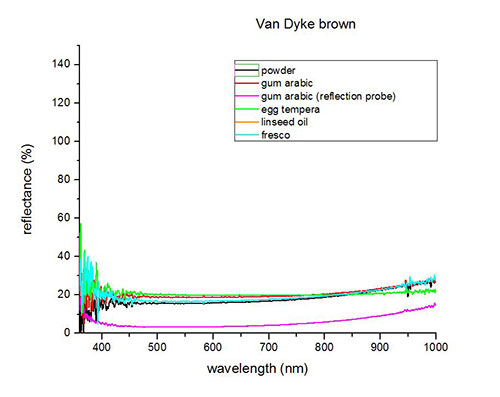 Van Dyke brown
powder
gum arabic
gum arabic (reflection probe)
egg tempera
linseed oil
fresco
140
120
100
80
60
40
20
0
reflectance (%)
400 500 600 700 800 900 1000
wavelength (nm)